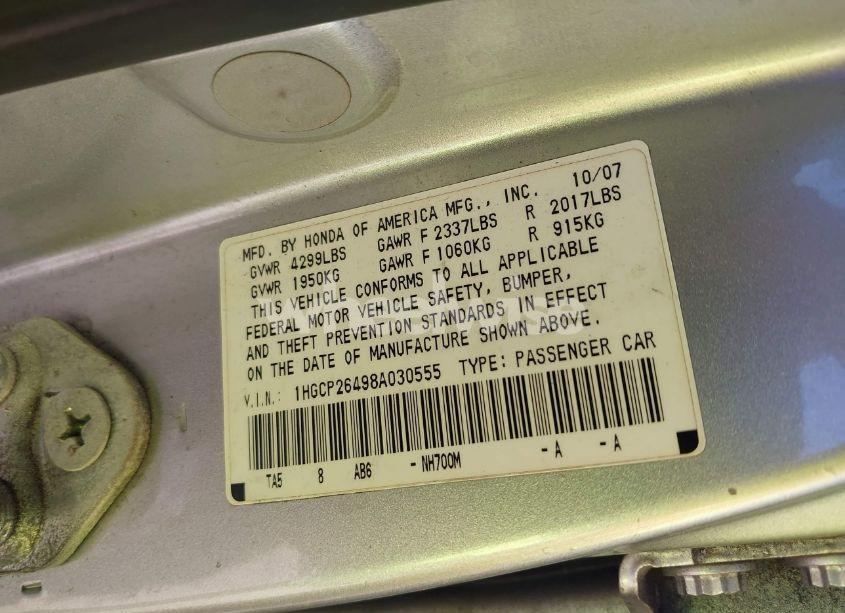 MFD. BY HONDA OF AMERICA MFG., INC. 10/07
GVWR 4299LBS GAWR F 2337LBS R 2017LBS
GVWR 1950KG GAWR F 1060KG R 915KG
THIS VEHICLE CONFORMS TO ALL APPLICABLE
FEDERAL MOTOR VEHICLE SAFETY, BUMPER,
AND THEFT PREVENTION STANDARDS IN EFFECT
ON THE DATE OF MANUFACTURE SHOWN ABOVE.
V.I.N.: 1HGCP26498A030555 TYPE: PASSENGER CAR
TA5 8 AB6 -NH700M -A -A